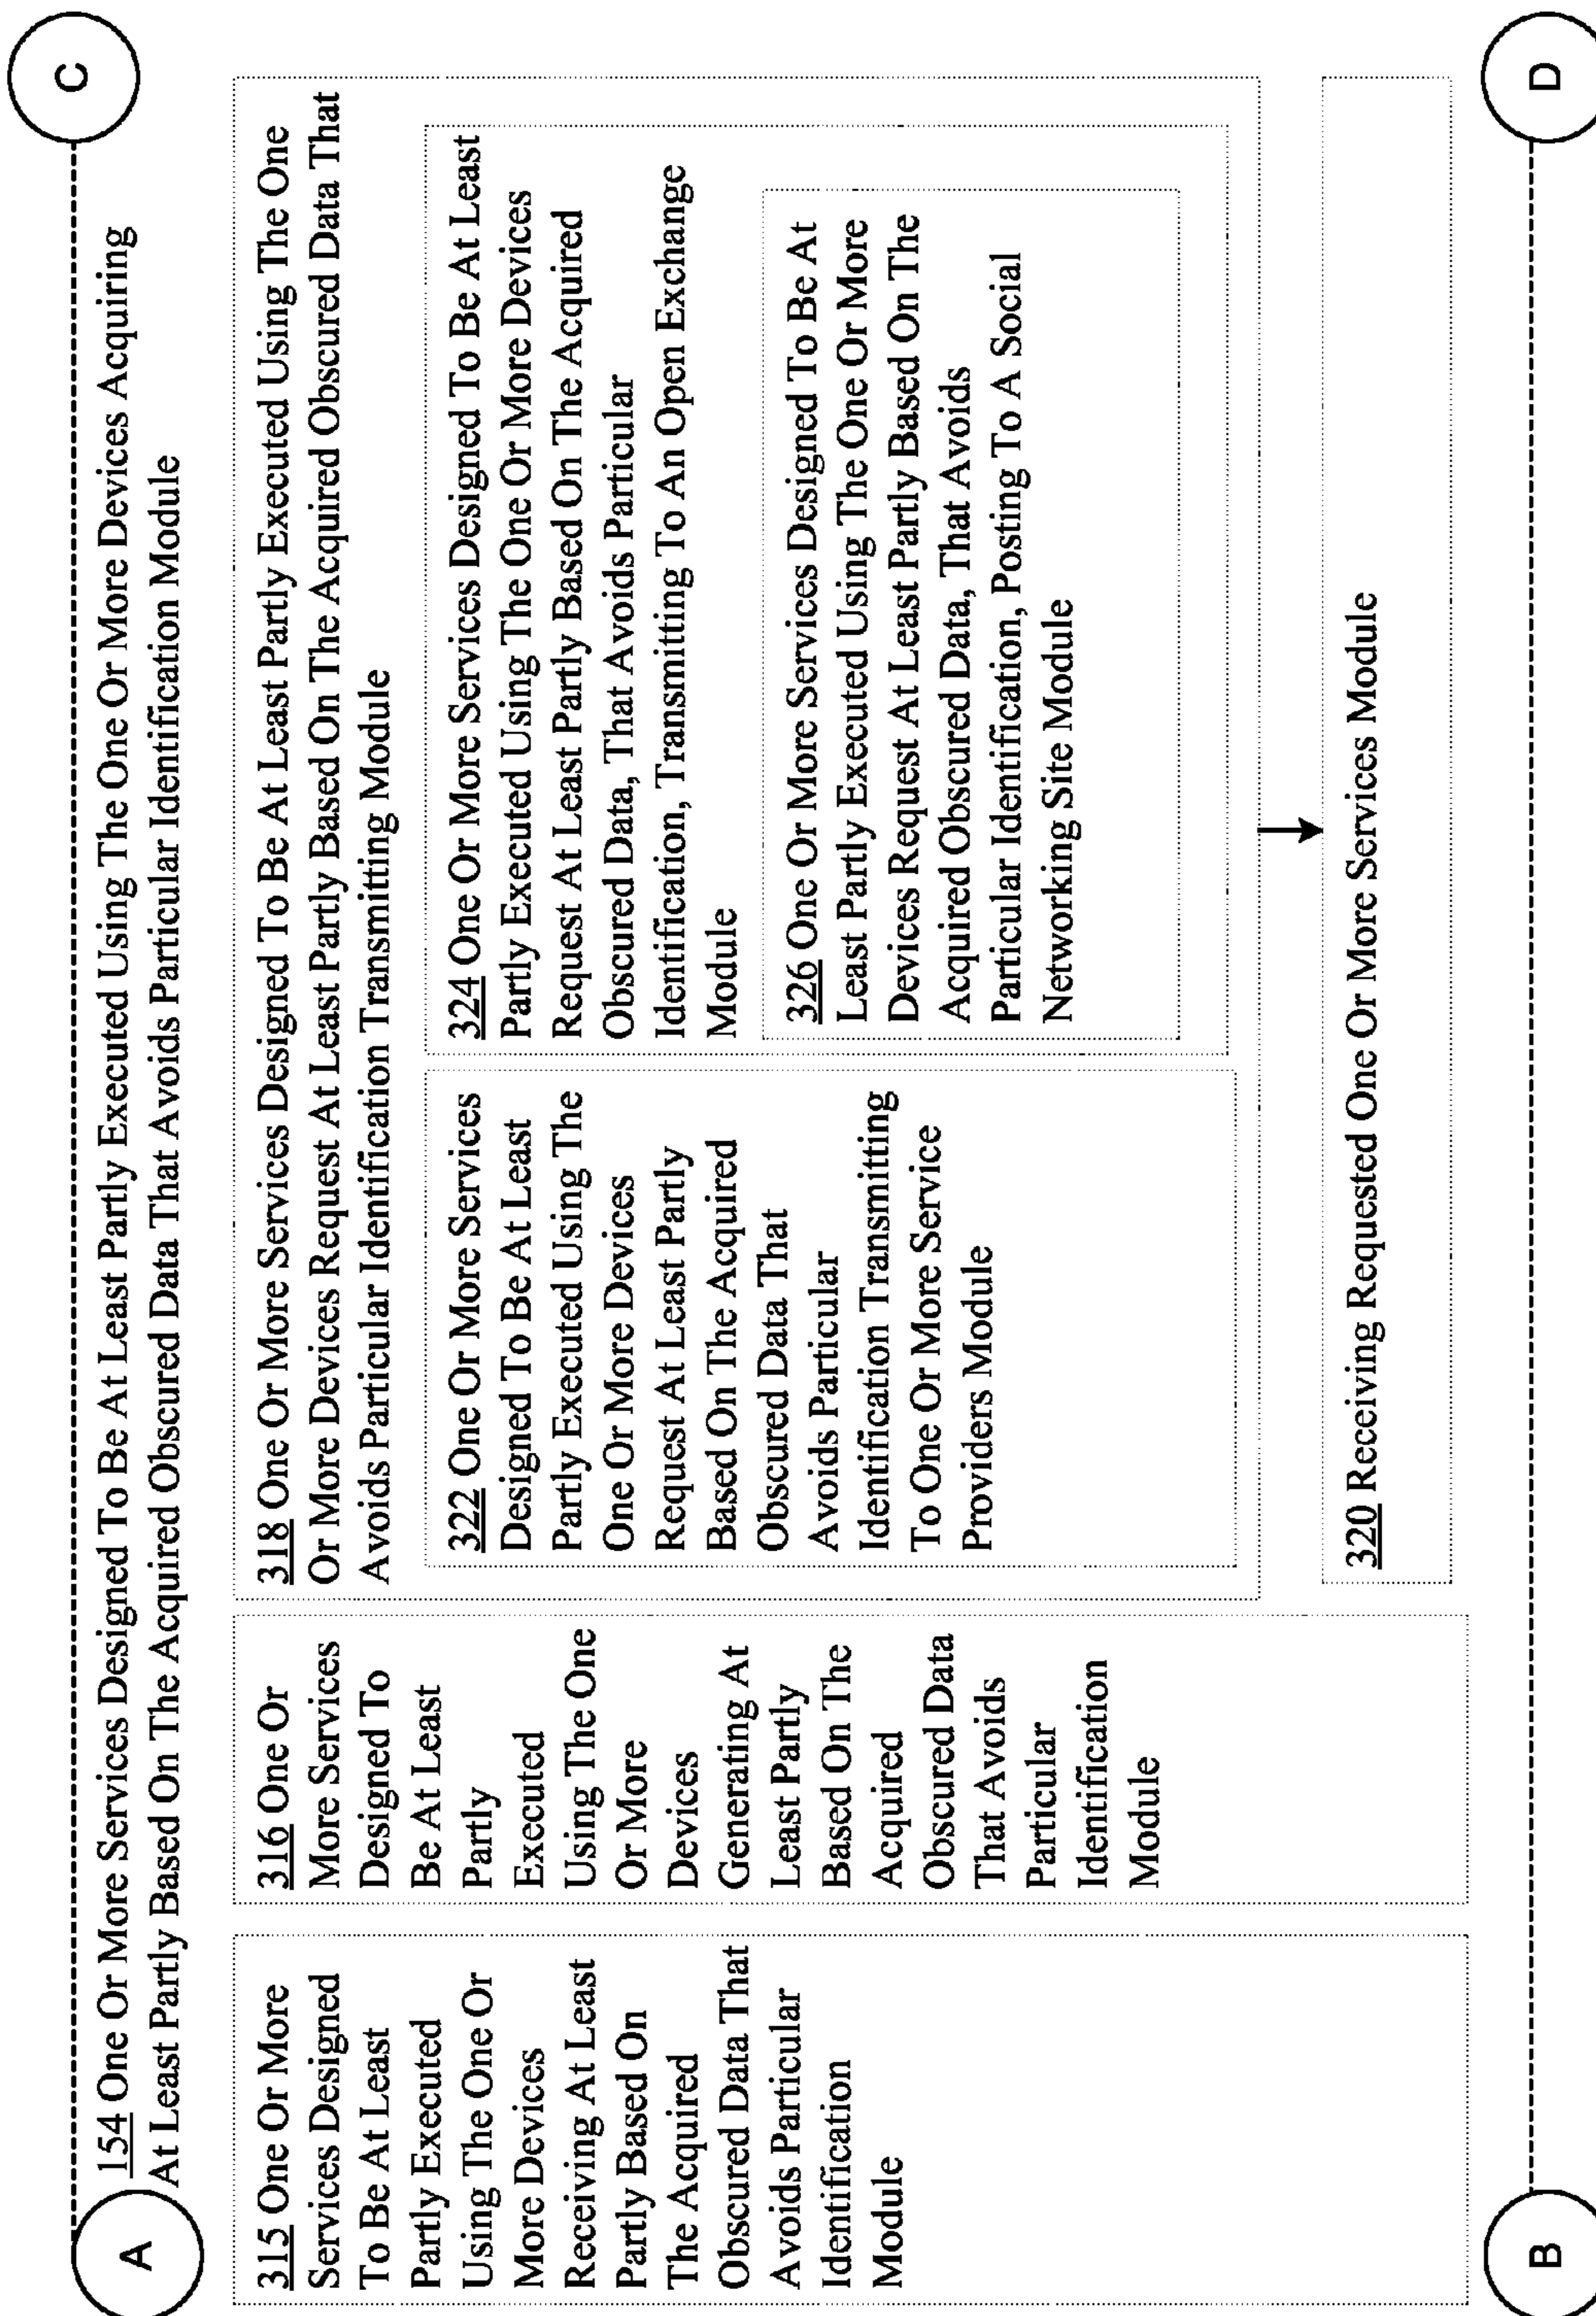 A
C
154 One Or More Services Designed To Be At Least Partly Executed Using The One Or More Devices Acquiring
At Least Partly Based On The Acquired Obscured Data That Avoids Particular Identification Module
315 One Or More
Services Designed
To Be At Least
Partly Executed
Using The One Or
More Devices
Receiving At Least
Partly Based On
The Acquired
Obscured Data That
Avoids Particular
Identification
Module
316 One Or
More Services
Designed To
Be At Least
Partly
Executed
Using The One
Or More
Devices
Generating At
Least Partly
Based On The
Acquired
Obscured Data
That Avoids
Particular
Identification
Module
318 One Or More Services Designed To Be At Least Partly Executed Using The One
Or More Devices Request At Least Partly Based On The Acquired Obscured Data That
Avoids Particular Identification Transmitting Module
322 One Or More Services
Designed To Be At Least
Partly Executed Using The
One Or More Devices
Request At Least Partly
Based On The Acquired
Obscured Data That
Avoids Particular
Identification Transmitting
To One Or More Service
Providers Module
324 One Or More Services Designed To Be At Least
Partly Executed Using The One Or More Devices
Request At Least Partly Based On The Acquired
Obscured Data, That Avoids Particular
Identification, Transmitting To An Open Exchange
Module
326 One Or More Services Designed To Be At
Least Partly Executed Using The One Or More
Devices Request At Least Partly Based On The
Acquired Obscured Data, That Avoids
Particular Identification, Posting To A Social
Networking Site Module
320 Receiving Requested One Or More Services Module
B
D